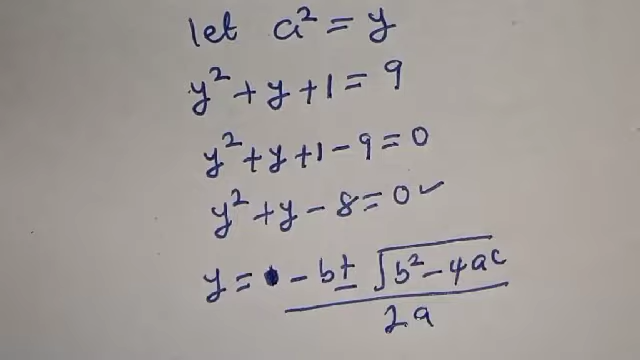 let a² = y
y² + y + 1 = 9
y² + y + 1 - 9 = 0
y² + y - 8 = 0 ✓
y = -b ± √(b² - 4ac) / 2a